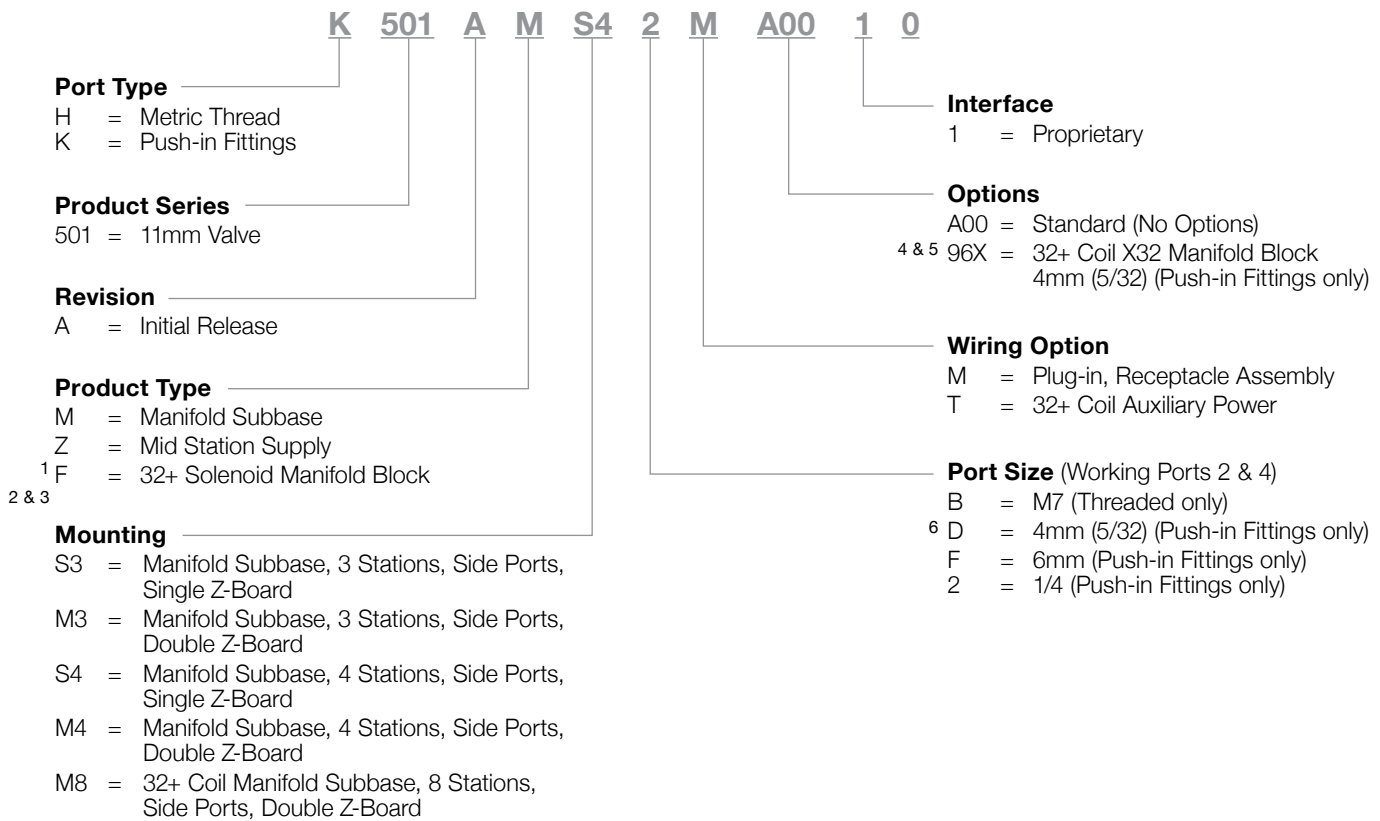 K 501 A M S4 2 M A00 1 0
Port Type
H = Metric Thread
K = Push-in Fittings
Product Series
501 = 11mm Valve
Revision
A = Initial Release
Product Type
M = Manifold Subbase
Z = Mid Station Supply
1 F = 32+ Solenoid Manifold Block
2 & 3
Mounting
S3 = Manifold Subbase, 3 Stations, Side Ports,
Single Z-Board
M3 = Manifold Subbase, 3 Stations, Side Ports,
Double Z-Board
S4 = Manifold Subbase, 4 Stations, Side Ports,
Single Z-Board
M4 = Manifold Subbase, 4 Stations, Side Ports,
Double Z-Board
M8 = 32+ Coil Manifold Subbase, 8 Stations,
Side Ports, Double Z-Board
Interface
1 = Proprietary
Options
A00 = Standard (No Options)
4 & 5 96X = 32+ Coil X32 Manifold Block
4mm (5/32) (Push-in Fittings only)
Wiring Option
M = Plug-in, Receptacle Assembly
T = 32+ Coil Auxiliary Power
Port Size (Working Ports 2 & 4)
B = M7 (Threaded only)
6 D = 4mm (5/32) (Push-in Fittings only)
F = 6mm (Push-in Fittings only)
2 = 1/4 (Push-in Fittings only)